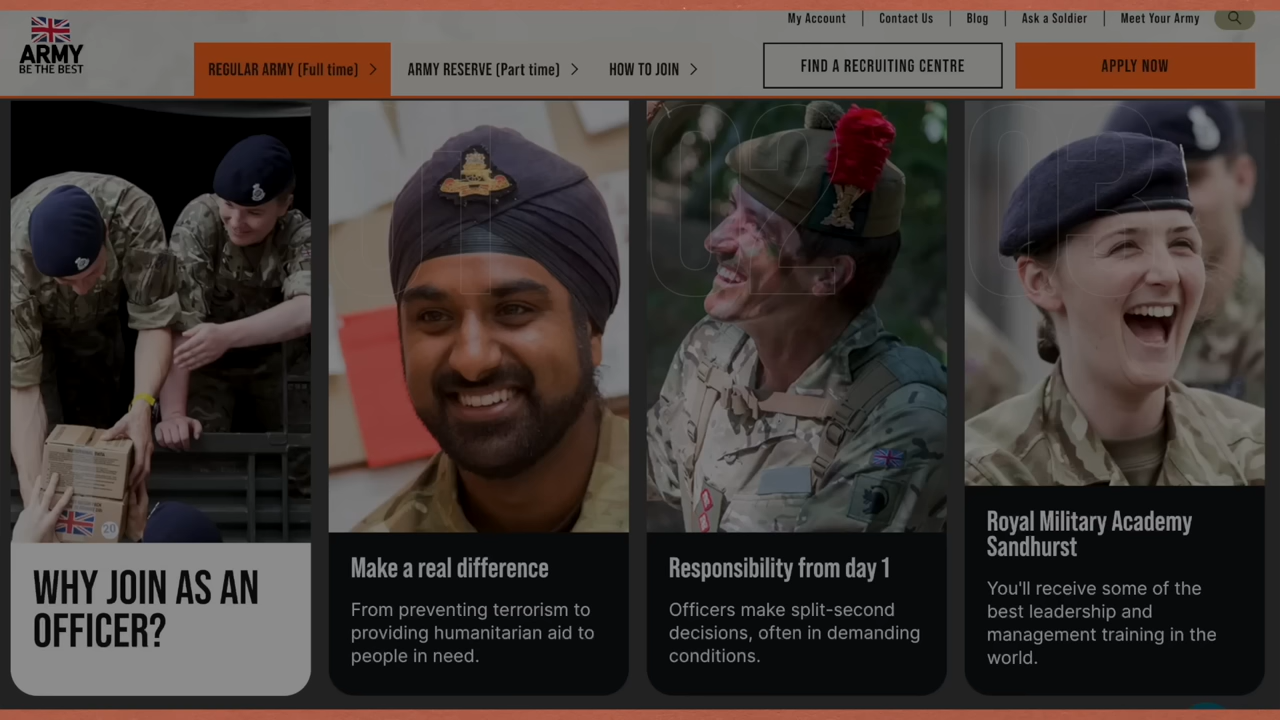 My Account
Contact Us
Blog
Ask a Soldier
Meet Your Army
ARMY
BE THE BEST
REGULAR ARMY (Full time)
ARMY RESERVE (Part time)
HOW TO JOIN
FIND A RECRUITING CENTRE
APPLY NOW
20
WHY JOIN AS AN
OFFICER?
01
Make a real difference
From preventing terrorism to
providing humanitarian aid to
people in need.
02
Responsibility from day 1
Officers make split-second
decisions, often in demanding
conditions.
03
Royal Military Academy
Sandhurst
You'll receive some of the
best leadership and
management training in the
world.